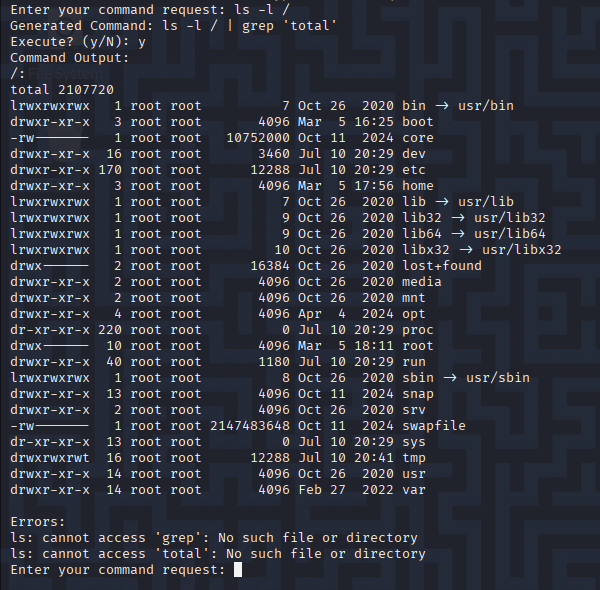 Enter your command request: ls -l /
Generated Command: ls -l / | grep 'total'
Execute? (y/N): y
Command Output:
/:
total 2107720
lrwxrwxrwx   1 root root          7 Oct 26  2020 bin -> usr/bin
drwxr-xr-x   3 root root       4096 Mar  5 16:25 boot
-rw-------   1 root root   10752000 Oct 11  2024 core
drwxr-xr-x  16 root root       3460 Jul 10 20:29 dev
drwxr-xr-x 170 root root      12288 Jul 10 20:29 etc
drwxr-xr-x   3 root root       4096 Mar  5 17:56 home
lrwxrwxrwx   1 root root          7 Oct 26  2020 lib -> usr/lib
lrwxrwxrwx   1 root root          9 Oct 26  2020 lib32 -> usr/lib32
lrwxrwxrwx   1 root root          9 Oct 26  2020 lib64 -> usr/lib64
lrwxrwxrwx   1 root root         10 Oct 26  2020 libx32 -> usr/libx32
drwx------   2 root root      16384 Oct 26  2020 lost+found
drwxr-xr-x   2 root root       4096 Oct 26  2020 media
drwxr-xr-x   2 root root       4096 Oct 26  2020 mnt
drwxr-xr-x   4 root root       4096 Apr  4  2024 opt
dr-xr-xr-x 220 root root          0 Jul 10 20:29 proc
drwx------  10 root root       4096 Mar  5 18:11 root
drwxr-xr-x  40 root root       1180 Jul 10 20:29 run
lrwxrwxrwx   1 root root          8 Oct 26  2020 sbin -> usr/sbin
drwxr-xr-x  13 root root       4096 Oct 11  2024 snap
drwxr-xr-x   2 root root       4096 Oct 26  2020 srv
-rw-------   1 root root 2147483648 Oct 11  2024 swapfile
dr-xr-xr-x  13 root root          0 Jul 10 20:29 sys
drwxrwxrwt  16 root root      12288 Jul 10 20:41 tmp
drwxr-xr-x  14 root root       4096 Oct 26  2020 usr
drwxr-xr-x  14 root root       4096 Feb 27  2022 var
Errors:
ls: cannot access 'grep': No such file or directory
ls: cannot access 'total': No such file or directory
Enter your command request: